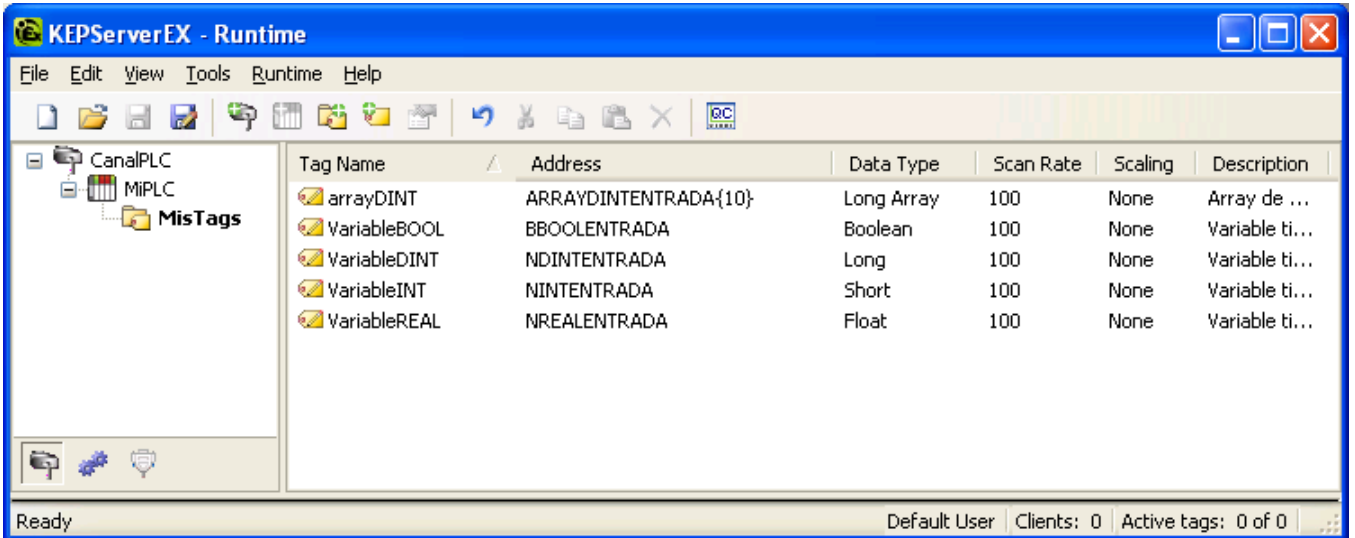 KEPServerEX - Runtime
File Edit View Tools Runtime Help
QC
CanalPLC
MiPLC
MisTags
Tag Name Address Data Type Scan Rate Scaling Description
arrayDINT ARRAYDINTENTRADA{10} Long Array 100 None Array de ...
VariableBOOL BBOOLENTRADA Boolean 100 None Variable ti...
VariableDINT NDINTENTRADA Long 100 None Variable ti...
VariableINT NINTENTRADA Short 100 None Variable ti...
VariableREAL NREALENTRADA Float 100 None Variable ti...
Ready Default User Clients: 0 Active tags: 0 of 0